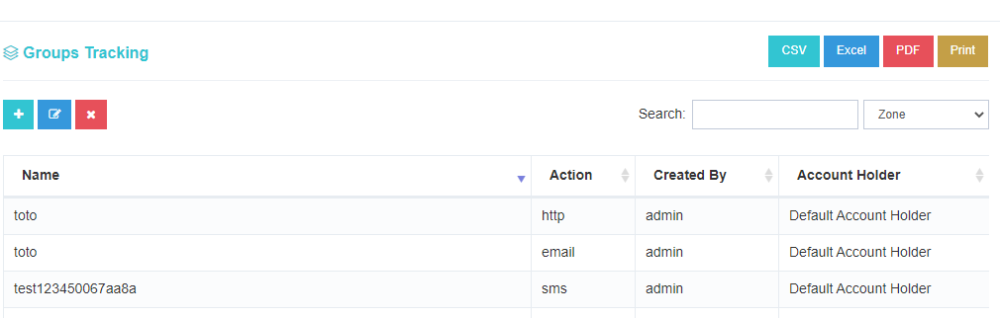 Groups Tracking
CSV Excel PDF Print
Search: Zone
Name Action Created By Account Holder
toto http admin Default Account Holder
toto email admin Default Account Holder
test123450067aa8a sms admin Default Account Holder